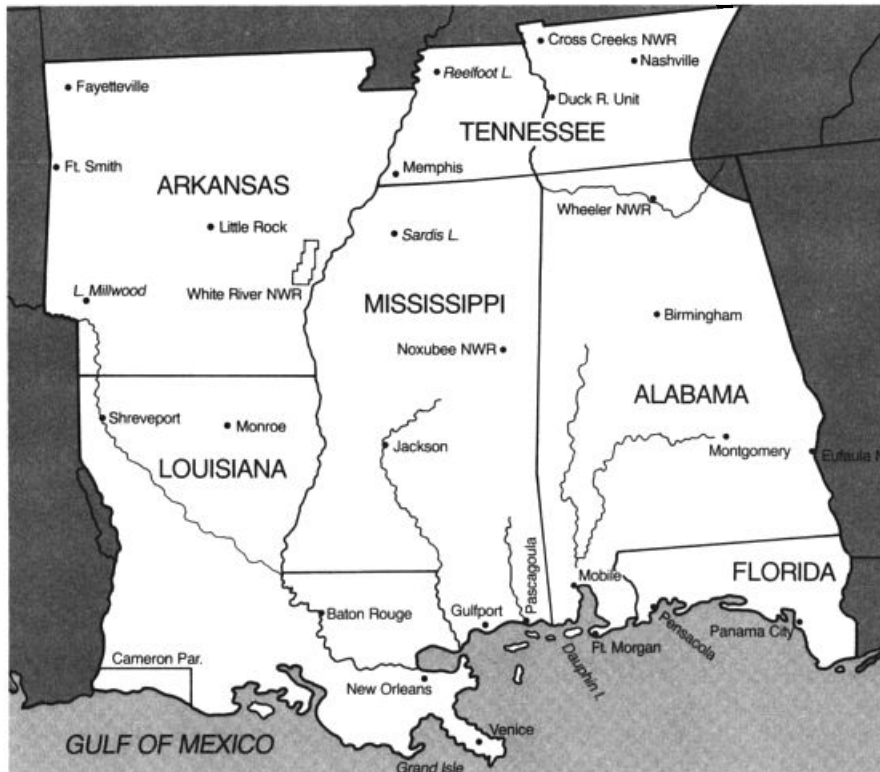 Cross Creeks NWR
Nashville
Reelfoot L.
Fayetteville
Duck R. Unit
TENNESSEE
Ft. Smith
Memphis
ARKANSAS
Wheeler NWR
Little Rock
Sardis L.
L. Millwood
White River NWR
MISSISSIPPI
Birmingham
Noxubee NWR
ALABAMA
Shreveport
Monroe
Jackson
Montgomery
Eufaula N
LOUISIANA
FLORIDA
Mobile
Pascagoula
Baton Rouge
Gulfport
Pensacola
Panama City
Ft. Morgan
Dauphin I.
Cameron Par.
New Orleans
Venice
GULF OF MEXICO
Grand Isle